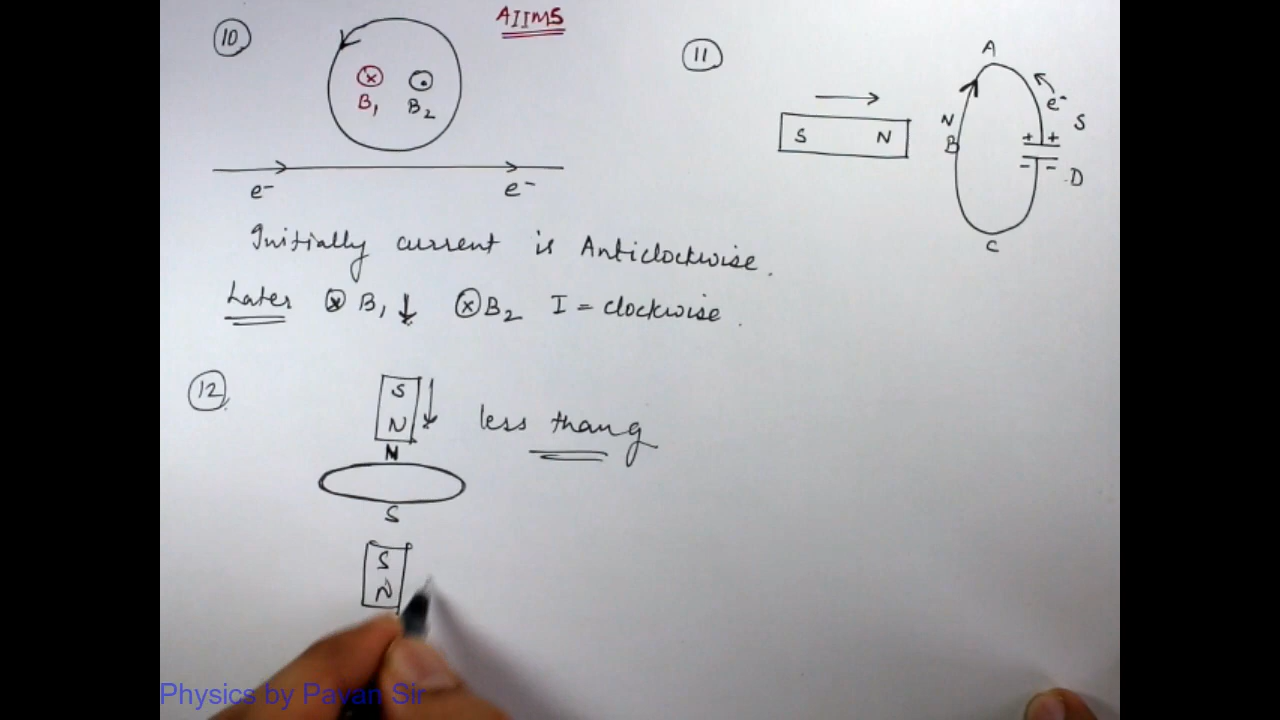 10
AIIMS
B1
B2
e-
e-
Initially current is Anticlockwise.
Later ⊗ B1 ↓ ⊗ B2 I = clockwise.
11
A
e-
S
N
B
S N
+ +
- -
D
C
12
S
N
less than g
N
S
S
N
Physics by Pavan Sir